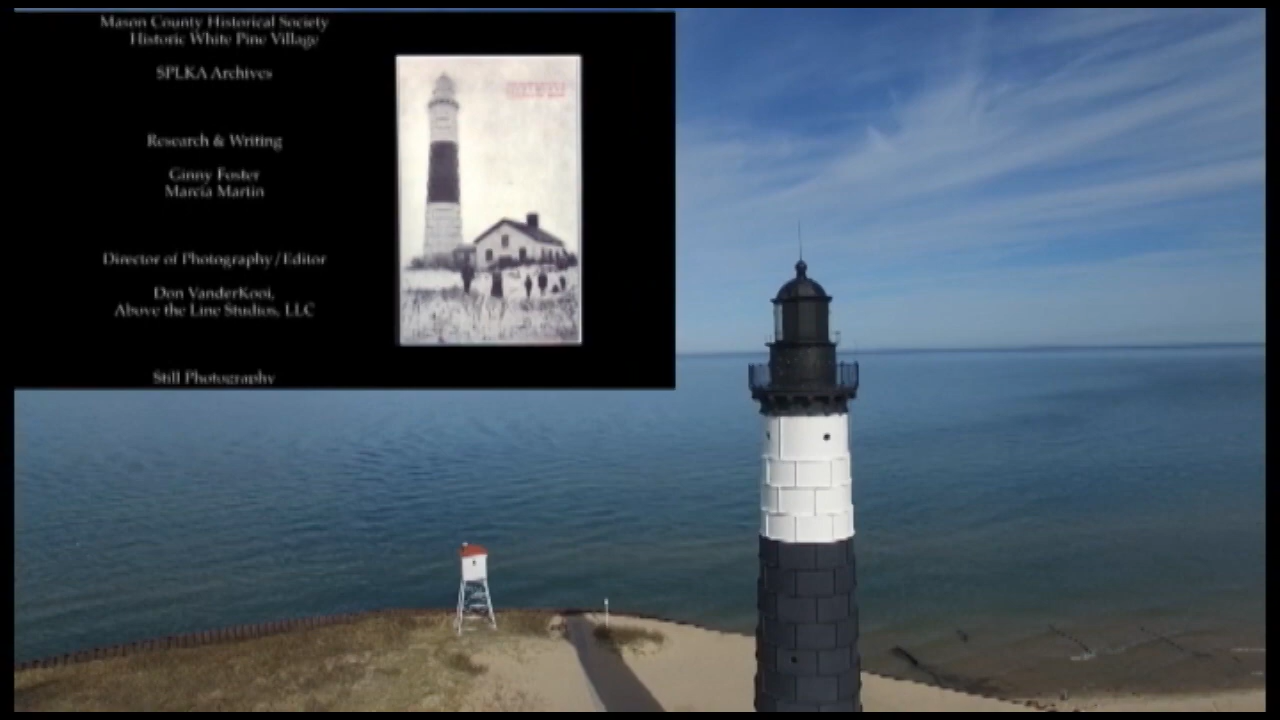 Mason County Historical Society
Historic White Pine Village
SPLKA Archives
Research & Writing
Ginny Foster
Marcia Martin
Director of Photography/Editor
Don VanderKooi,
Above the Line Studios, LLC
Still Photography